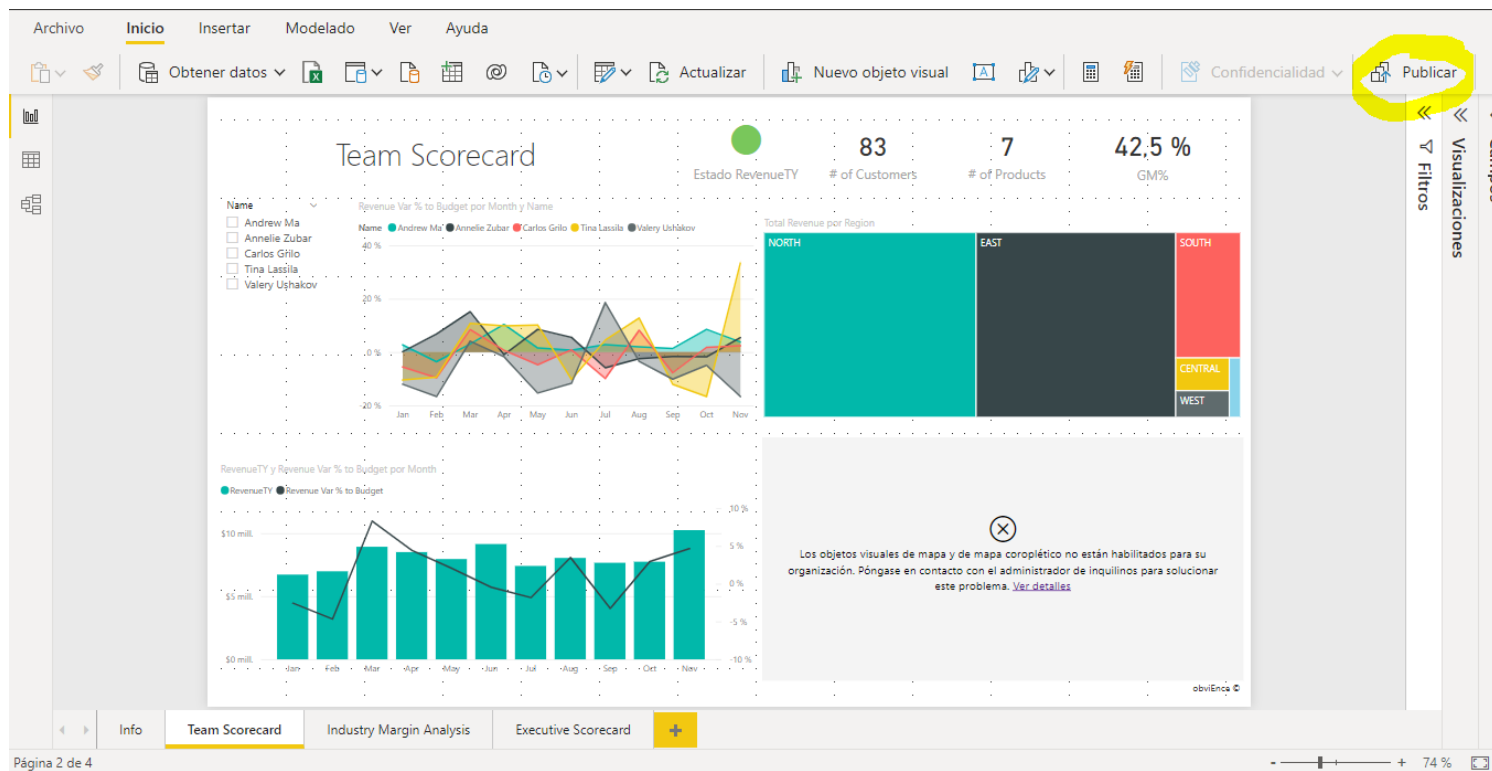 Archivo Inicio Insertar Modelado Ver Ayuda
Obtener datos Actualizar Nuevo objeto visual Confidencialidad Publicar
Team Scorecard
Estado RevenueTY
83
# of Customers
7
# of Products
42,5 %
GM%
Filtros
Visualizaciones
Name
Andrew Ma
Annelie Zubar
Carlos Grilo
Tina Lassila
Valery Ushakov
Revenue Var % to Budget por Month y Name
Name Andrew Ma Annelie Zubar Carlos Grilo Tina Lassila Valery Ushakov
40 %
20 %
0 %
-20 %
Jan Feb Mar Apr May Jun Jul Aug Sep Oct Nov
Total Revenue por Region
NORTH
EAST
SOUTH
CENTRAL
WEST
RevenueTY y Revenue Var % to Budget por Month
RevenueTY Revenue Var % to Budget
$10 mill.
$5 mill.
$0 mill.
10 %
5 %
0 %
-5 %
-10 %
Jan Feb Mar Apr May Jun Jul Aug Sep Oct Nov
Los objetos visuales de mapa y de mapa coroplético no están habilitados para su
organización. Póngase en contacto con el administrador de inquilinos para solucionar
este problema. Ver detalles
obviEnce ©
Info Team Scorecard Industry Margin Analysis Executive Scorecard
Página 2 de 4
74 %